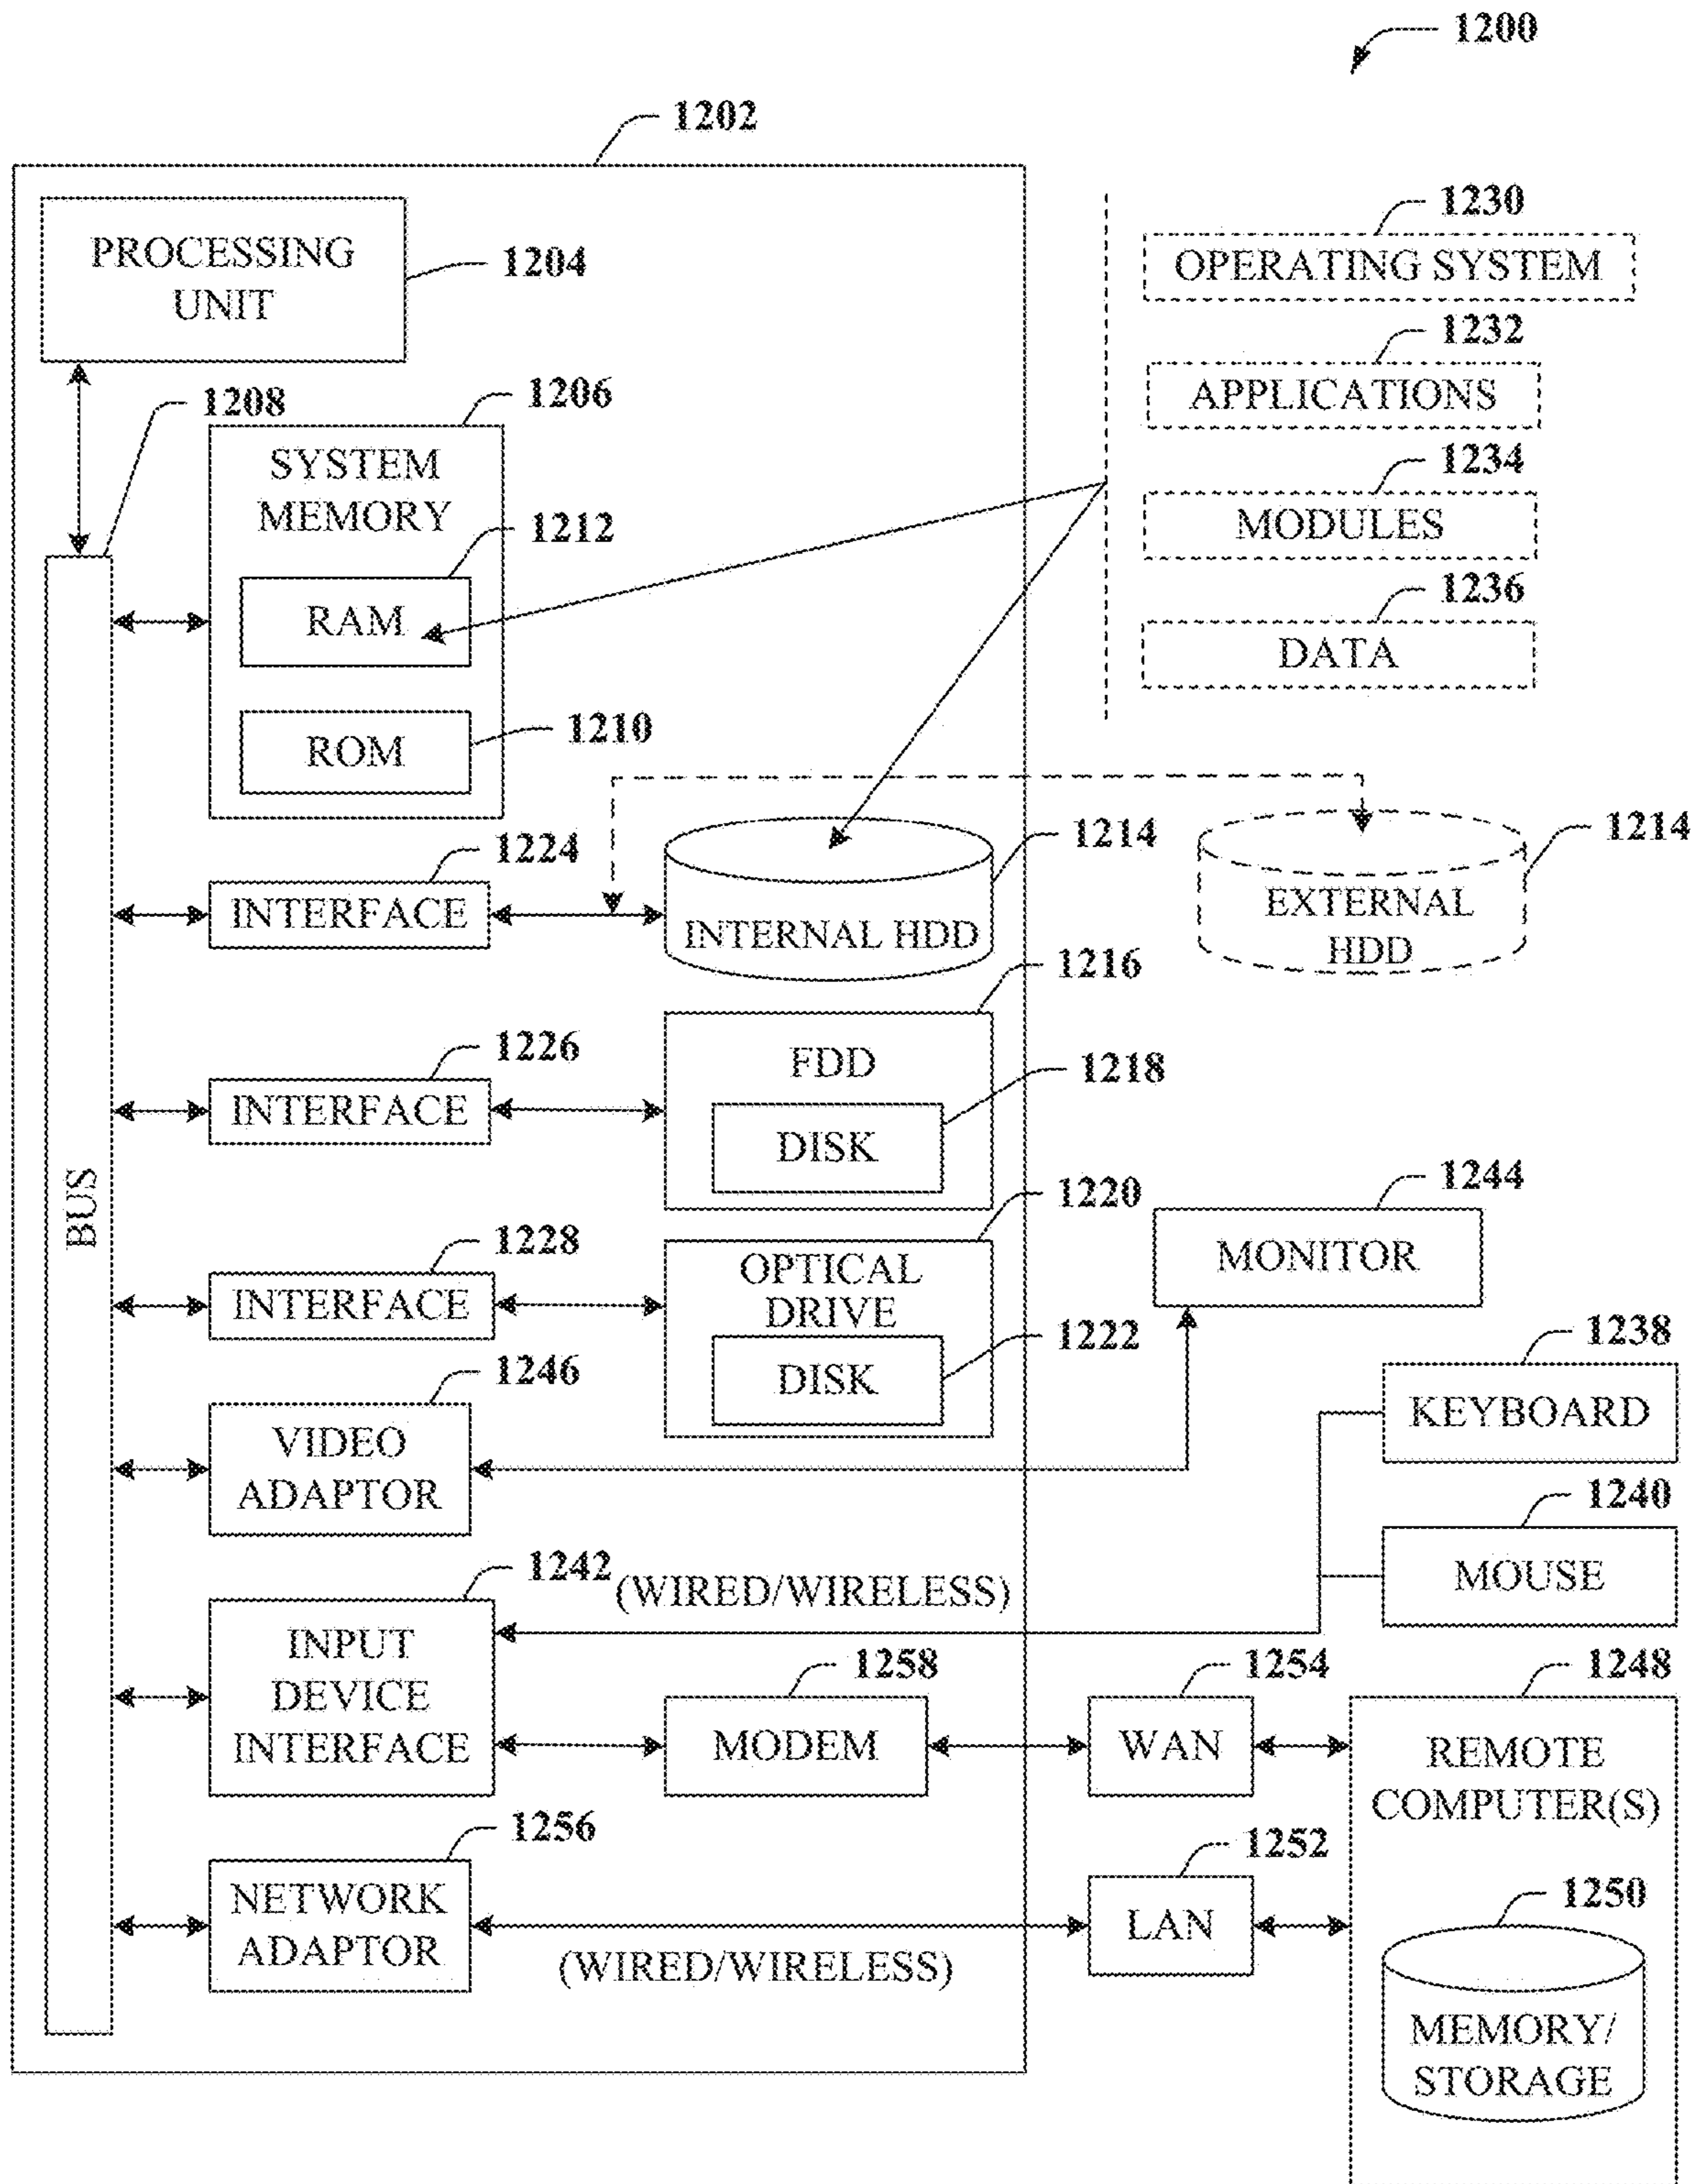 1200
1202
PROCESSING
UNIT
1204
1230
OPERATING SYSTEM
1232
APPLICATIONS
1234
MODULES
1236
DATA
1208
1206
SYSTEM
MEMORY
1212
RAM
1210
ROM
BUS
1224
INTERFACE
1214
INTERNAL HDD
1214
EXTERNAL
HDD
1226
INTERFACE
1216
FDD
1218
DISK
1228
INTERFACE
1220
OPTICAL
DRIVE
1222
DISK
1244
MONITOR
1246
VIDEO
ADAPTOR
1238
KEYBOARD
1240
MOUSE
1242
(WIRED/WIRELESS)
INPUT
DEVICE
INTERFACE
1258
MODEM
1254
WAN
1248
REMOTE
COMPUTER(S)
1256
NETWORK
ADAPTOR
(WIRED/WIRELESS)
1252
LAN
1250
MEMORY/
STORAGE